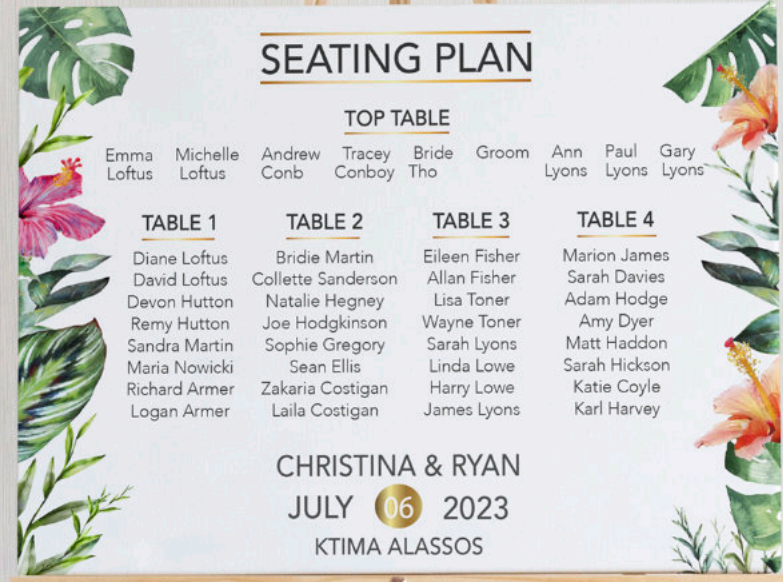 SEATING PLAN
TOP TABLE
Emma Michelle Andrew Tracey Bride Groom Ann Paul Gary
Loftus Loftus Conb Conboy Tho Lyons Lyons Lyons
TABLE 1
Diane Loftus
David Loftus
Devon Hutton
Remy Hutton
Sandra Martin
Maria Nowicki
Richard Armer
Logan Armer
TABLE 2
Bridie Martin
Collette Sanderson
Natalie Hegney
Joe Hodgkinson
Sophie Gregory
Sean Ellis
Zakaria Costigan
Laila Costigan
TABLE 3
Eileen Fisher
Allan Fisher
Lisa Toner
Wayne Toner
Sarah Lyons
Linda Lowe
Harry Lowe
James Lyons
TABLE 4
Marion James
Sarah Davies
Adam Hodge
Amy Dyer
Matt Haddon
Sarah Hickson
Katie Coyle
Karl Harvey
CHRISTINA & RYAN
JULY 06 2023
KTIMA ALASSOS